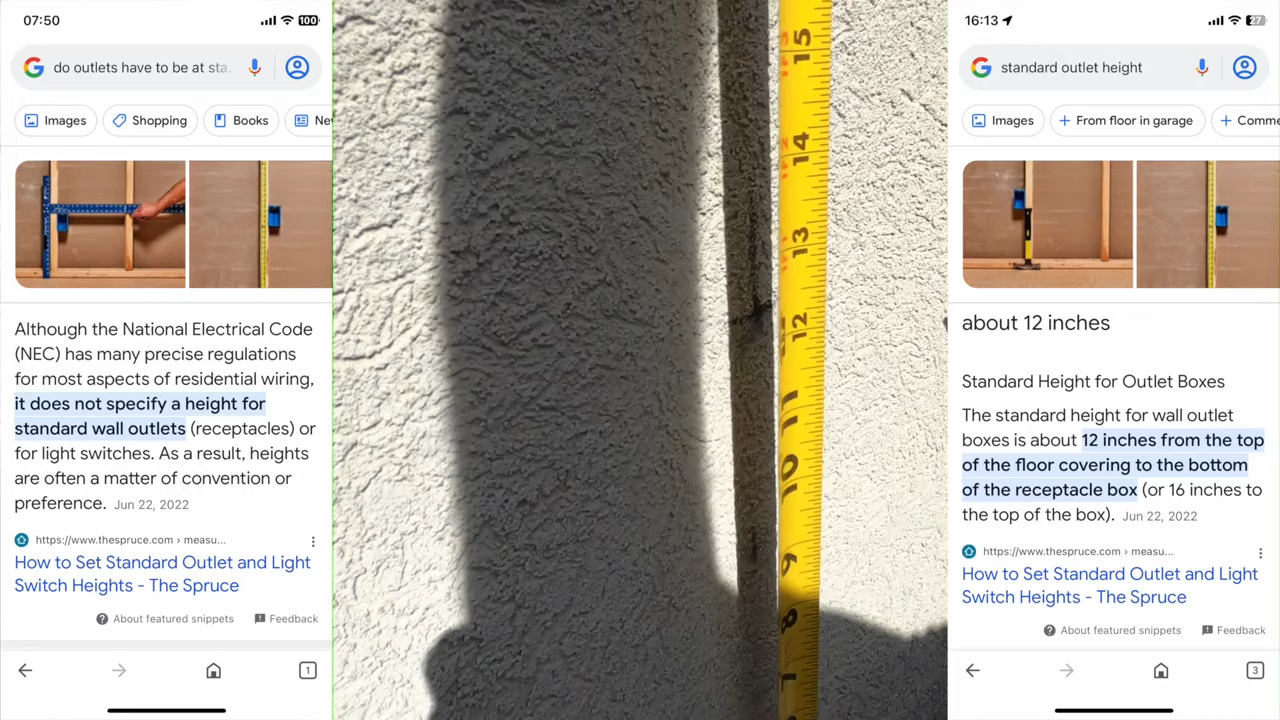 07:50
100
do outlets have to be at sta.
Images
Shopping
Books
Nev
Although the National Electrical Code
(NEC) has many precise regulations
for most aspects of residential wiring,
it does not specify a height for
standard wall outlets (receptacles) or
for light switches. As a result, heights
are often a matter of convention or
preference. Jun 22, 2022
https://www.thespruce.com › measu...
How to Set Standard Outlet and Light
Switch Heights - The Spruce
About featured snippets
Feedback
1
15
14
13
12
11
10
9
8
7
16:13
27
standard outlet height
Images
+ From floor in garage
+ Comme
about 12 inches
Standard Height for Outlet Boxes
The standard height for wall outlet
boxes is about 12 inches from the top
of the floor covering to the bottom
of the receptacle box (or 16 inches to
the top of the box). Jun 22, 2022
https://www.thespruce.com › measu...
How to Set Standard Outlet and Light
Switch Heights - The Spruce
About featured snippets
Feedback
3